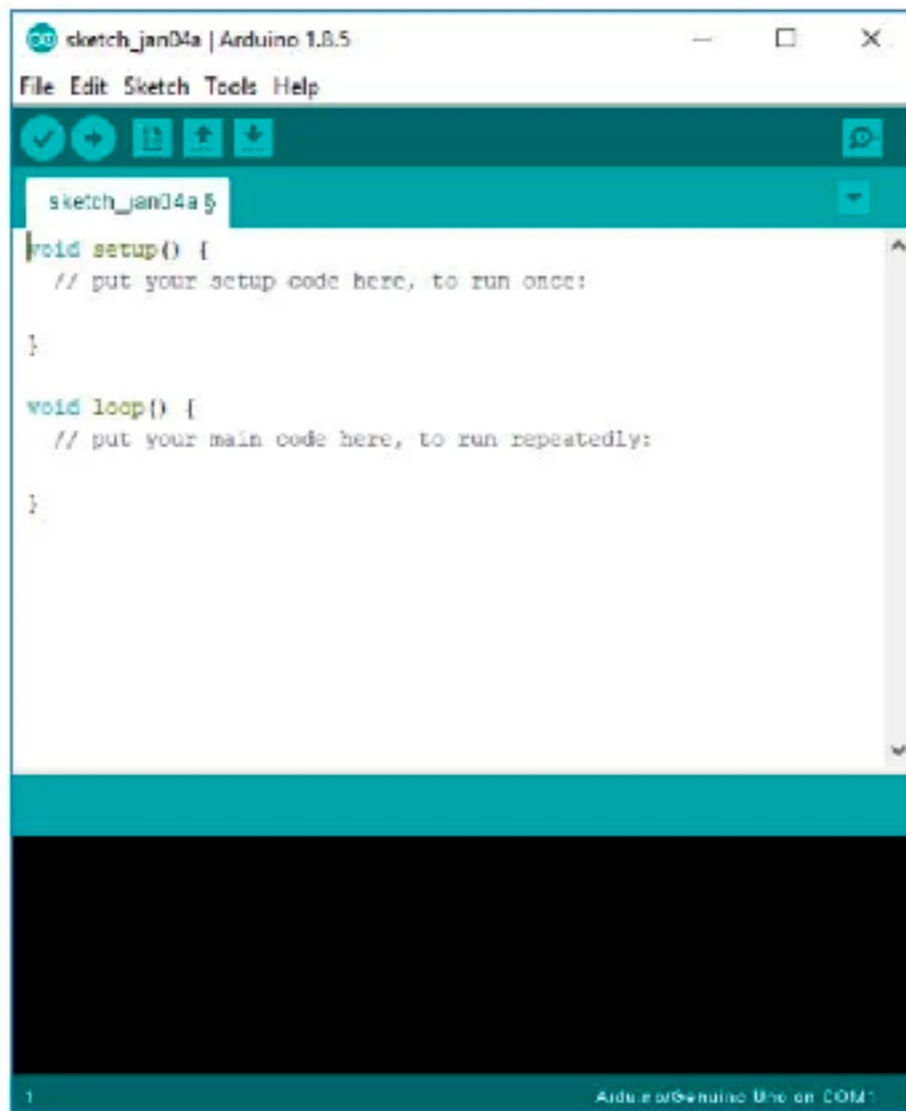 sketch_jan04a | Arduino 1.8.5
File Edit Sketch Tools Help
sketch_jan04a §
void setup() {
  // put your setup code here, to run once:
}
void loop() {
  // put your main code here, to run repeatedly:
}
1 Arduino/Genuino Uno on COM1